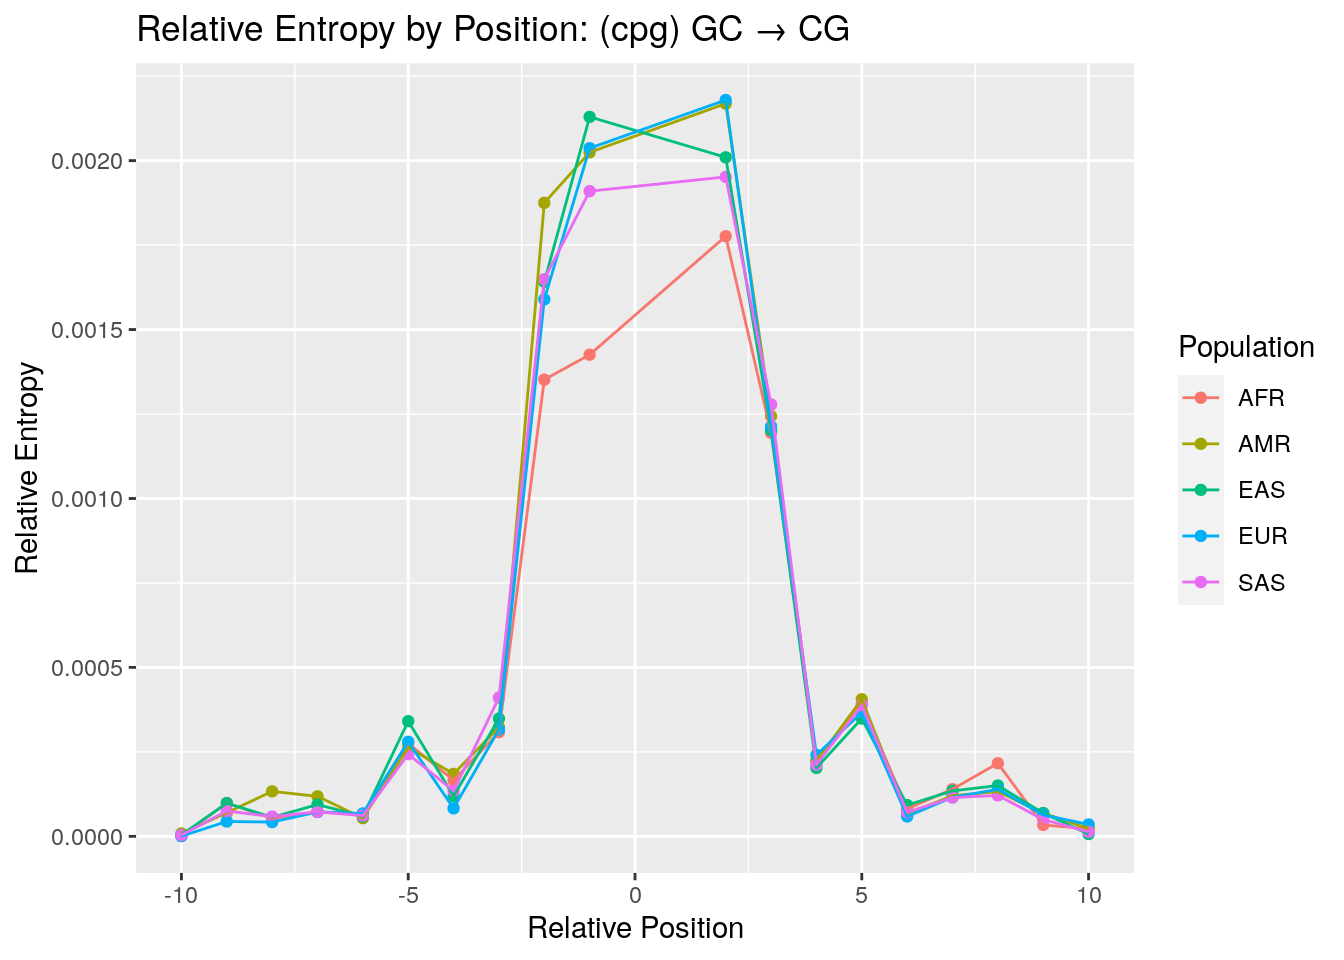 Relative Entropy by Position: (cpg) GC → CG
Relative Entropy
0.0020
0.0015
0.0010
0.0005
0.0000
-10
-5
0
5
10
Relative Position
Population
AFR
AMR
EAS
EUR
SAS